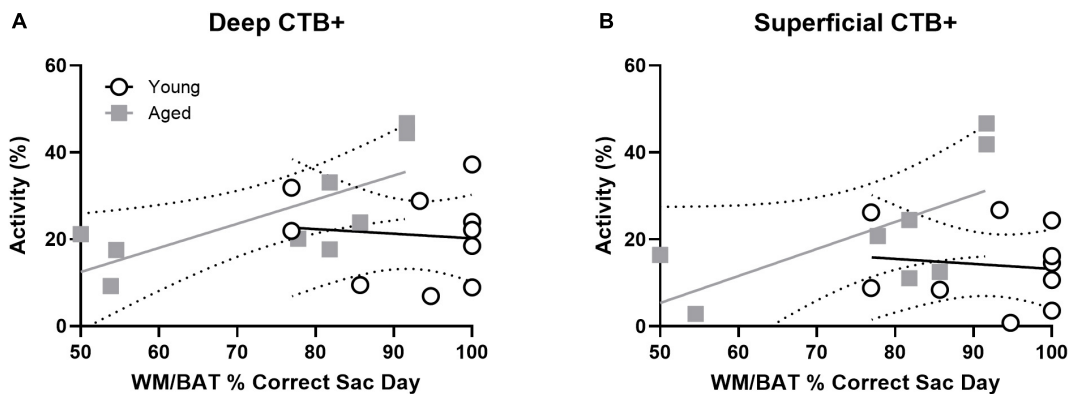 A
Deep CTB+
Activity (%)
60
40
20
0
Young
Aged
50
60
70
80
90
100
WM/BAT % Correct Sac Day
B
Superficial CTB+
Activity (%)
60
40
20
0
50
60
70
80
90
100
WM/BAT % Correct Sac Day